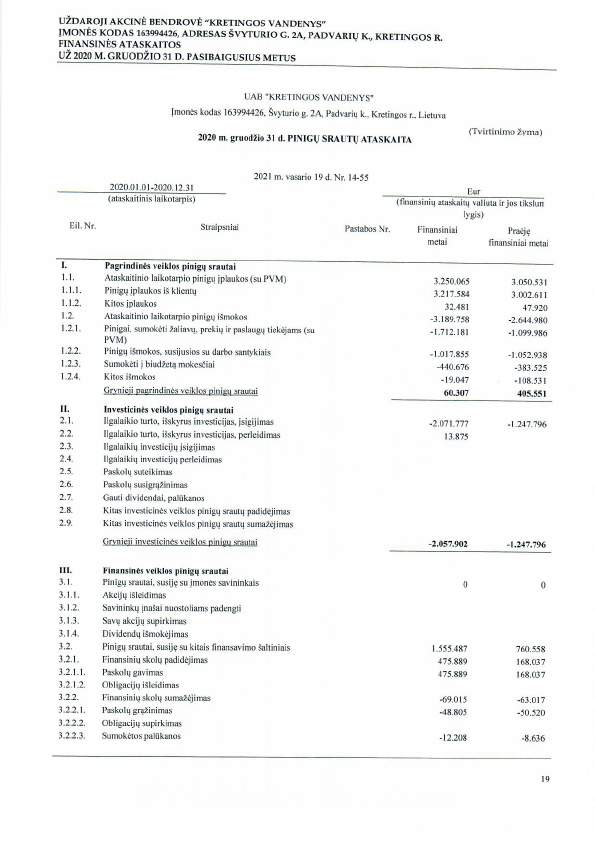 UŽDAROJI AKCINĖ BENDROVĖ "KRETINGOS VANDENYS"
ĮMONĖS KODAS 163994426, ADRESAS ŠVYTURIO G. 2A, PADVARIŲ K., KRETINGOS R.
FINANSINĖS ATASKAITOS
UŽ 2020 M. GRUODŽIO 31 D. PASIBAIGUSIUS METUS
UAB "KRETINGOS VANDENYS"
Įmonės kodas 163994426, Švyturio g. 2A, Padvarių k., Kretingos r., Lietuva
(Tvirtinimo žyma)
2020 m. gruodžio 31 d. PINIGŲ SRAUTŲ ATASKAITA
2021 m. vasario 19 d. Nr. 14-55
2020.01.01-2020.12.31 Eur
(ataskaitinis laikotarpis) (finansinių ataskaitų valiuta ir jos tikslumo
lygis)
Eil. Nr. Straipsniai Pastabos Nr. Finansiniai Praėję
metai finansiniai metai
I. Pagrindinės veiklos pinigų srautai
1.1. Ataskaitinio laikotarpio pinigų įplaukos (su PVM) 3.250.065 3.050.531
1.1.1. Pinigų įplaukos iš klientų 3.217.584 3.002.611
1.1.2. Kitos įplaukos 32.481 47.920
1.2. Ataskaitinio laikotarpio pinigų išmokos -3.189.758 -2.644.980
1.2.1. Pinigai, sumokėti žaliavų, prekių ir paslaugų tiekėjams (su -1.712.181 -1.099.986
PVM)
1.2.2. Pinigų išmokos, susijusios su darbo santykiais -1.017.855 -1.052.938
1.2.3. Sumokėti į biudžetą mokesčiai -440.676 -383.525
1.2.4. Kitos išmokos -19.047 -108.531
Grynieji pagrindinės veiklos pinigų srautai 60.307 405.551
II. Investicinės veiklos pinigų srautai
2.1. Ilgalaikio turto, išskyrus investicijas, įsigijimas -2.071.777 -1.247.796
2.2. Ilgalaikio turto, išskyrus investicijas, perleidimas 13.875
2.3. Ilgalaikių investicijų įsigijimas
2.4. Ilgalaikių investicijų perleidimas
2.5. Paskolų suteikimas
2.6. Paskolų susigrąžinimas
2.7. Gauti dividendai, palūkanos
2.8. Kitas investicinės veiklos pinigų srautų padidėjimas
2.9. Kitas investicinės veiklos pinigų srautų sumažėjimas
Grynieji investicinės veiklos pinigų srautai -2.057.902 -1.247.796
III. Finansinės veiklos pinigų srautai
3.1. Pinigų srautai, susiję su įmonės savininkais 0 0
3.1.1. Akcijų išleidimas
3.1.2. Savininkų įnašai nuostoliams padengti
3.1.3. Savų akcijų supirkimas
3.1.4. Dividendų išmokėjimas
3.2. Pinigų srautai, susiję su kitais finansavimo šaltiniais 1.555.487 760.558
3.2.1. Finansinių skolų padidėjimas 475.889 168.037
3.2.1.1. Paskolų gavimas 475.889 168.037
3.2.1.2. Obligacijų išleidimas
3.2.2. Finansinių skolų sumažėjimas -69.015 -63.017
3.2.2.1. Paskolų grąžinimas -48.805 -50.520
3.2.2.2. Obligacijų supirkimas
3.2.2.3. Sumokėtos palūkanos -12.208 -8.636
19